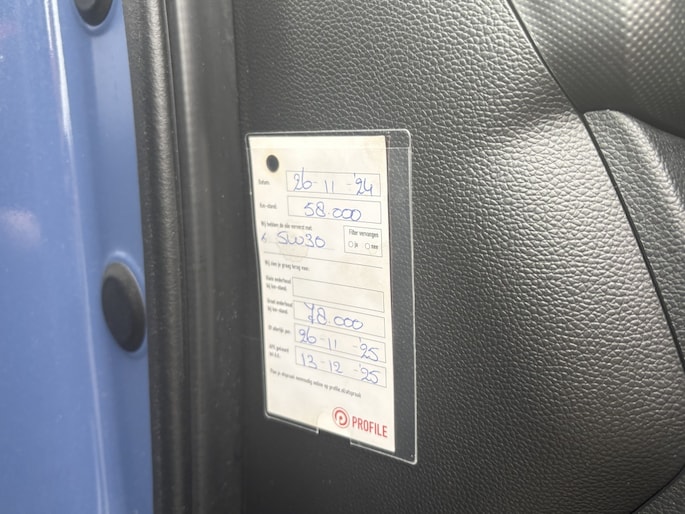 Datum: 26-11-'24
Km-stand: 58.000
Wij hebben de olie ververst met:
Filter vervangen
5W30
ja nee
Wij zien je graag terug voor:
Klein onderhoud
bij km-stand:
Groot onderhoud
bij km-stand: 78.000
Of uiterlijk per: 26-11-'25
APK gekeurd
tot: 13-12-'25
Plan je afspraak eenvoudig online op profile.nl/afspraak
PROFILE